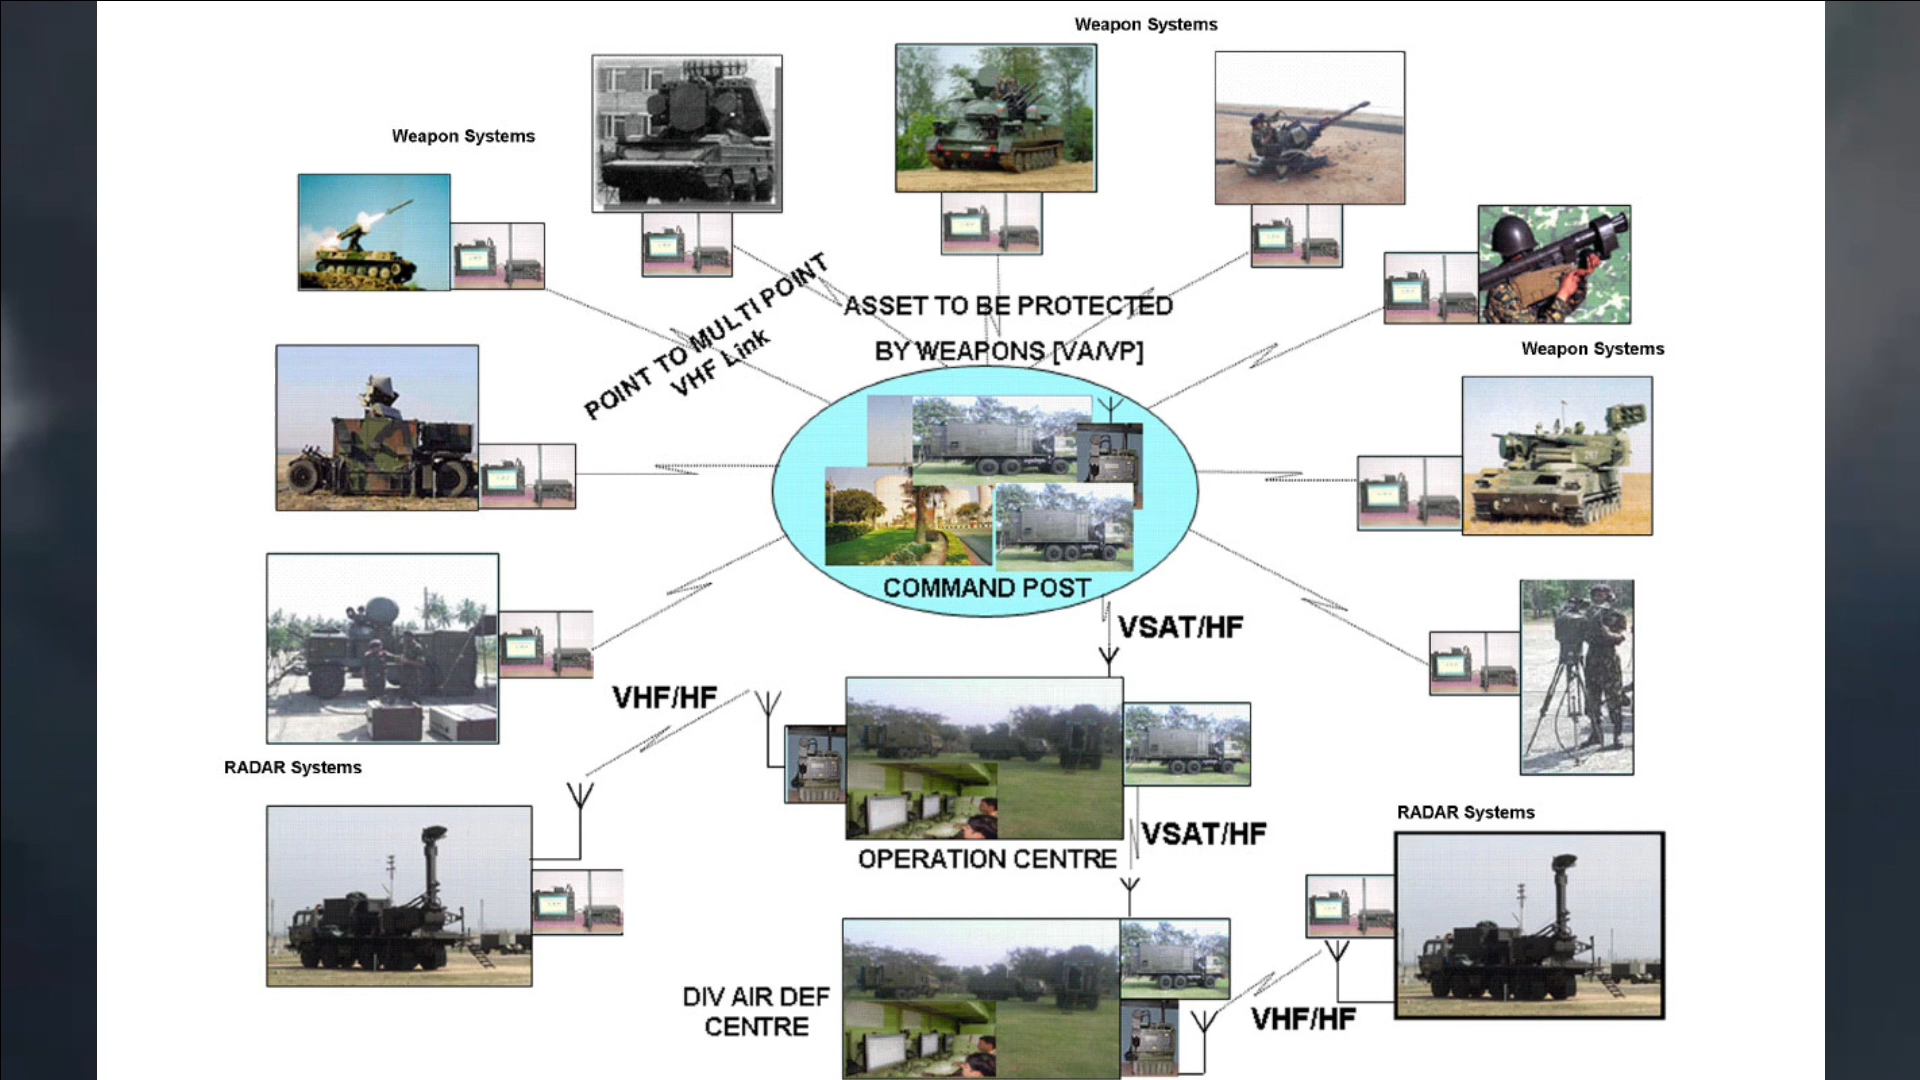 Weapon Systems
Weapon Systems
POINT TO MULTI POINT
VHF Link
ASSET TO BE PROTECTED
BY WEAPONS [VA/VP]
Weapon Systems
COMMAND POST
VSAT/HF
VHF/HF
RADAR Systems
OPERATION CENTRE
VSAT/HF
RADAR Systems
DIV AIR DEF
CENTRE
VHF/HF